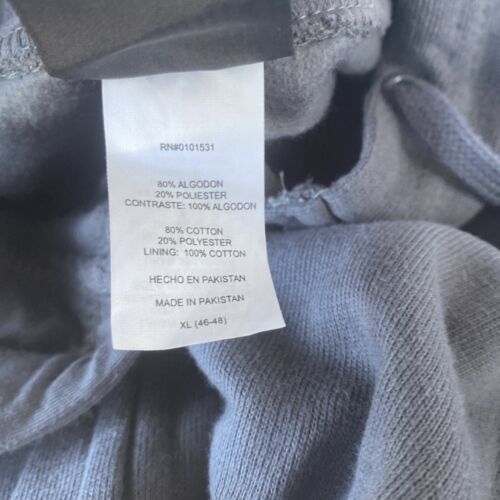 RN#0101531
80% ALGODON
20% POLIESTER
CONTRASTE: 100% ALGODON
80% COTTON
20% POLYESTER
LINING: 100% COTTON
HECHO EN PAKISTAN
MADE IN PAKISTAN
XL (46-48)